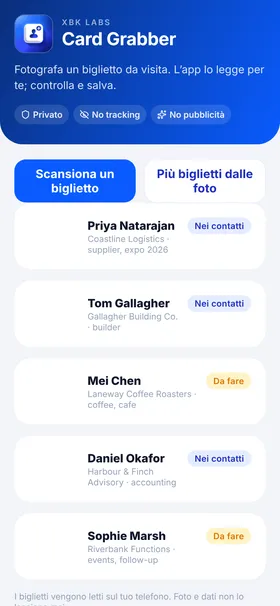 XBK LABS
Card Grabber
Fotografa un biglietto da visita. L'app lo legge per
te; controlla e salva.
Privato
No tracking
No pubblicità
Scansiona un
biglietto
Più biglietti dalle
foto
Priya Natarajan
Nei contatti
Coastline Logistics ·
supplier, expo 2026
Tom Gallagher
Nei contatti
Gallagher Building Co.
· builder
Mei Chen
Da fare
Laneway Coffee Roasters ·
coffee, cafe
Daniel Okafor
Nei contatti
Harbour & Finch
Advisory · accounting
Sophie Marsh
Da fare
Riverbank Functions ·
events, follow-up
I biglietti vengono letti sul tuo telefono. Foto e dati non lo